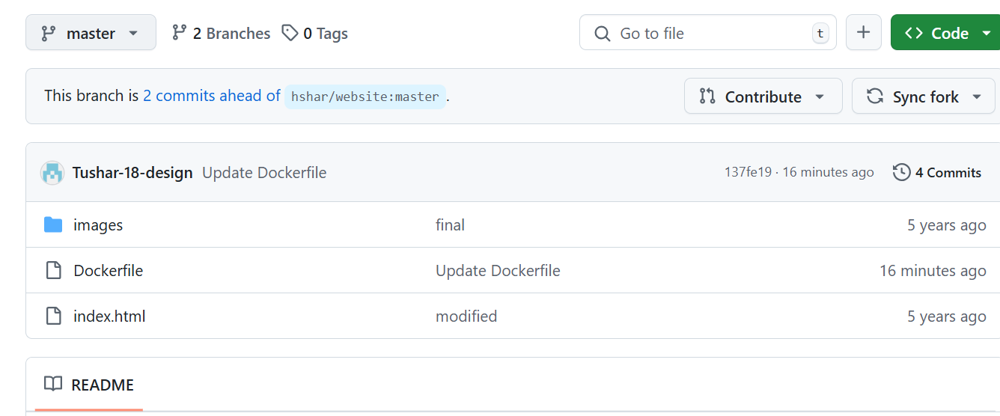 master 2 Branches 0 Tags Go to file t Code
This branch is 2 commits ahead of hshar/website:master . Contribute Sync fork
Tushar-18-design Update Dockerfile 137fe19 · 16 minutes ago 4 Commits
images final 5 years ago
Dockerfile Update Dockerfile 16 minutes ago
index.html modified 5 years ago
README